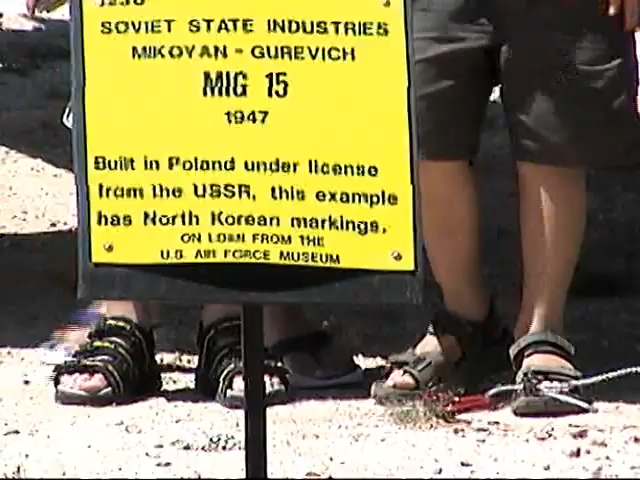 SOVIET STATE INDUSTRIES
MIKOYAN - GUREVICH
MIG 15
1947
Built in Poland under license
from the USSR, this example
has North Korean markings.
ON LOAN FROM THE
U.S. AIR FORCE MUSEUM